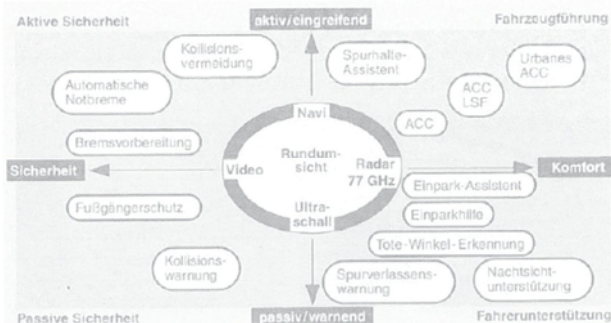 Aktive Sicherheit
aktiv/eingreifend
Fahrzeugführung
Kollisions-
vermeidung
Spurhalte-
Assistent
Urbanes
ACC
Automatische
Notbreme
ACC
LSF
Navi
ACC
Bremsvorbereitung
Rundum-
sicht
Sicherheit
Video
Radar
77 GHz
Komfort
Einpark-Assistent
Fußgängerschutz
Ultra-
schall
Einparkhilfe
Tote-Winkel-Erkennung
Kollisions-
warnung
Spurverlassens-
warnung
Nachtsicht-
unterstützung
Passive Sicherheit
passiv/warnend
Fahrerunterstützung